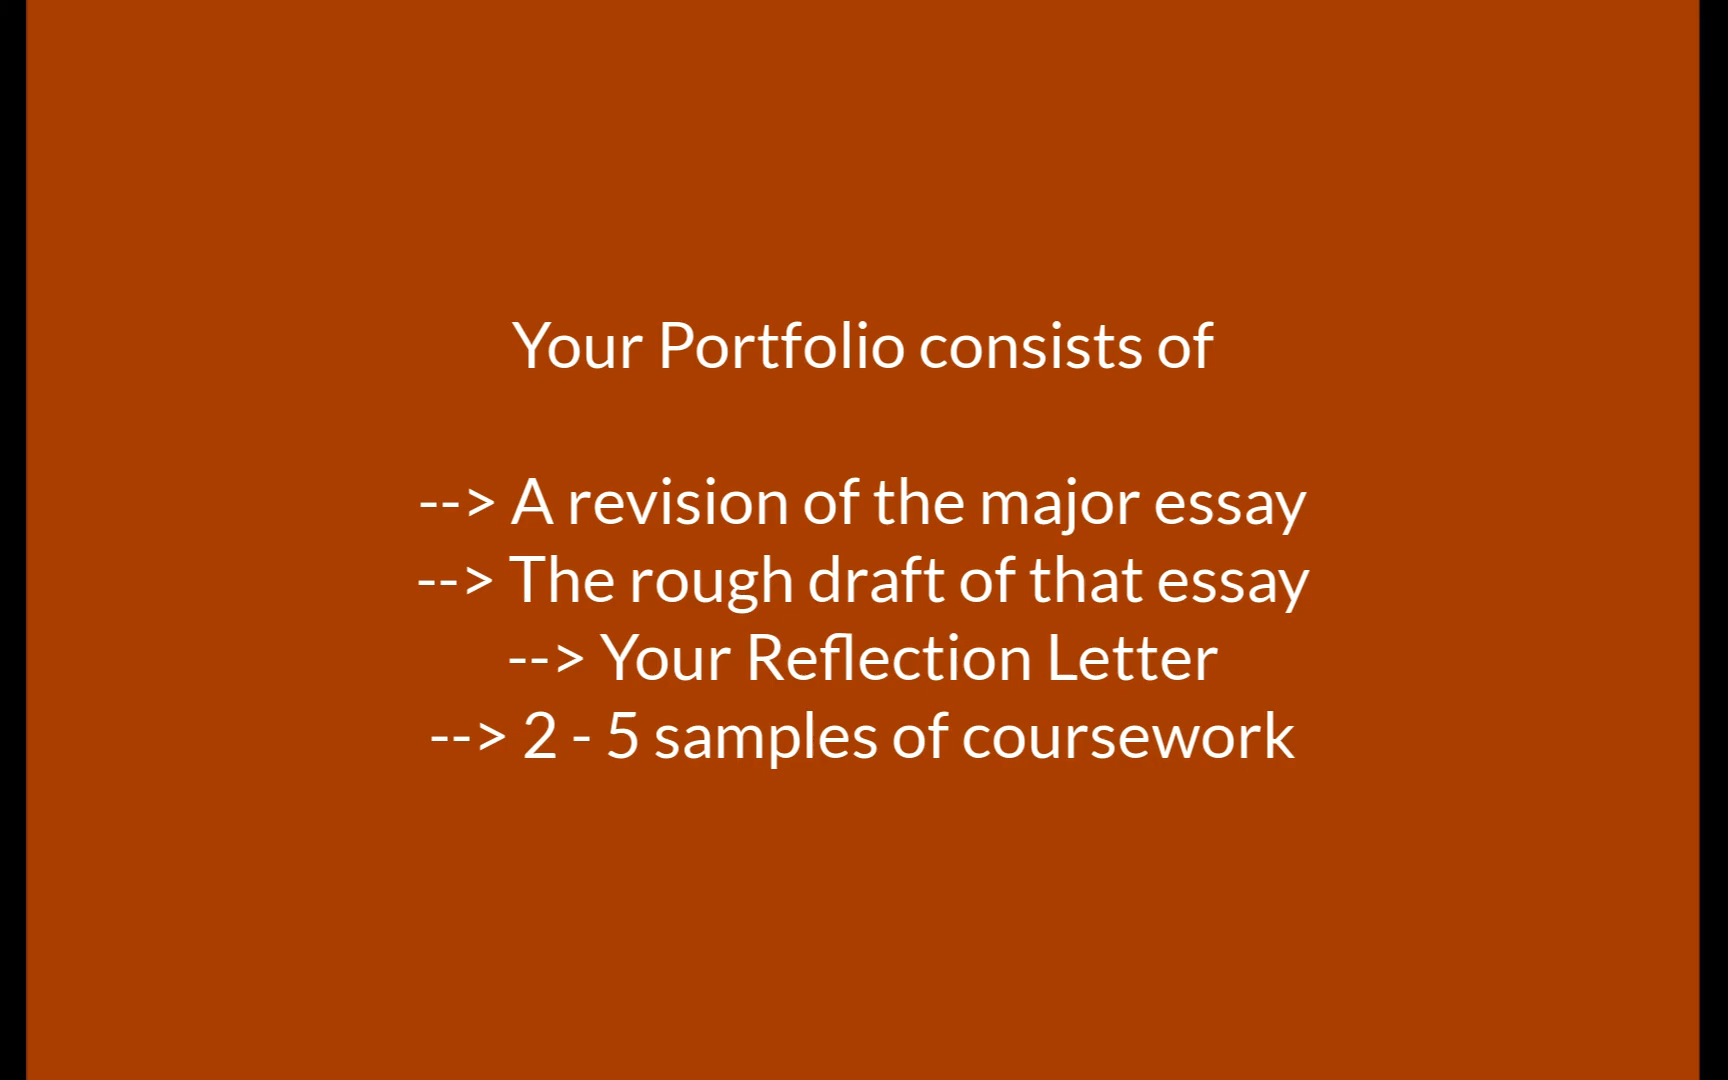 Your Portfolio consists of
--> A revision of the major essay
--> The rough draft of that essay
--> Your Reflection Letter
--> 2 - 5 samples of coursework